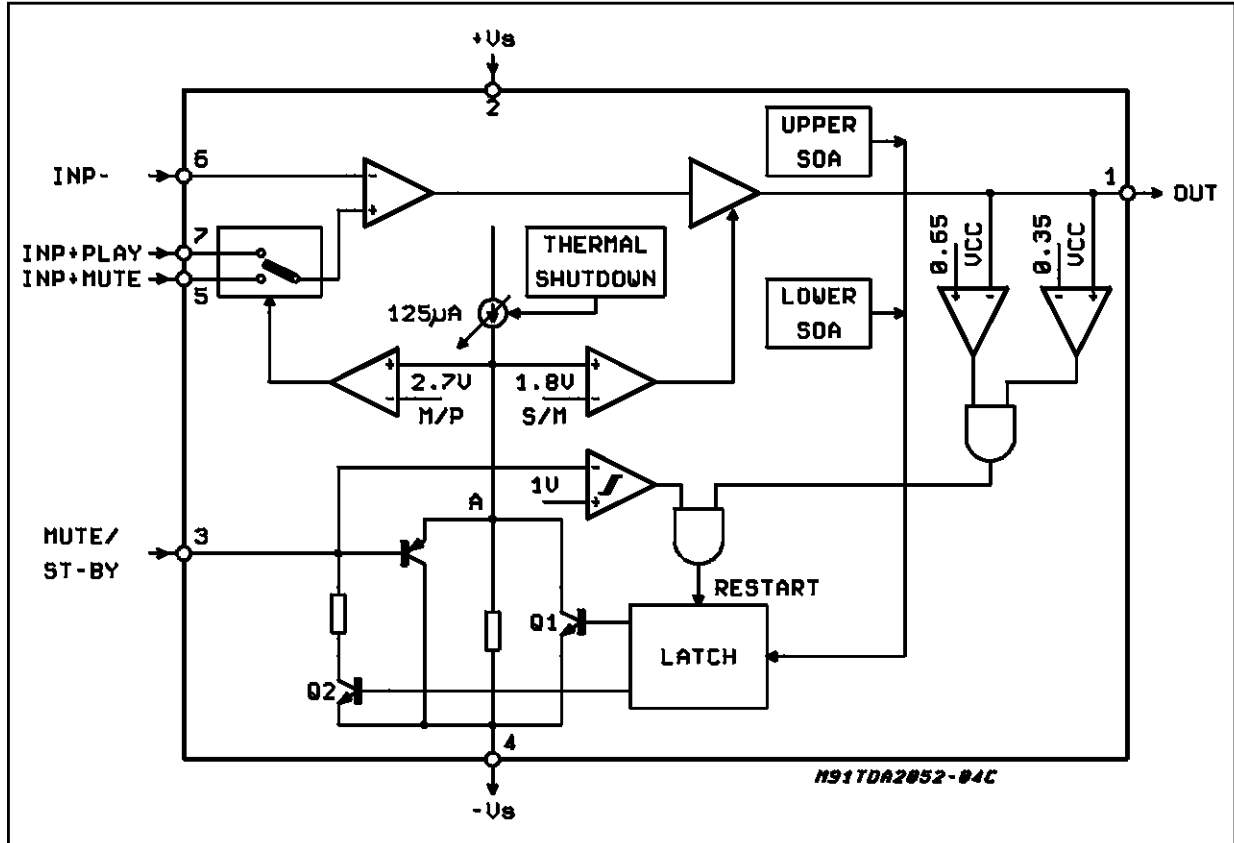 +Vs
2
UPPER
SOA
INP-
6
-
+
1
OUT
INP+PLAY
7
INP+MUTE
5
THERMAL
SHUTDOWN
125µA
0.65
VCC
0.35
VCC
+
-
-
+
LOWER
SOA
+
-
2.7V
M/P
1.8V
S/M
+
-
A
1V
-
+
MUTE/
ST-BY
3
RESTART
Q1
LATCH
Q2
4
-Vs
M91TDA2052-04C